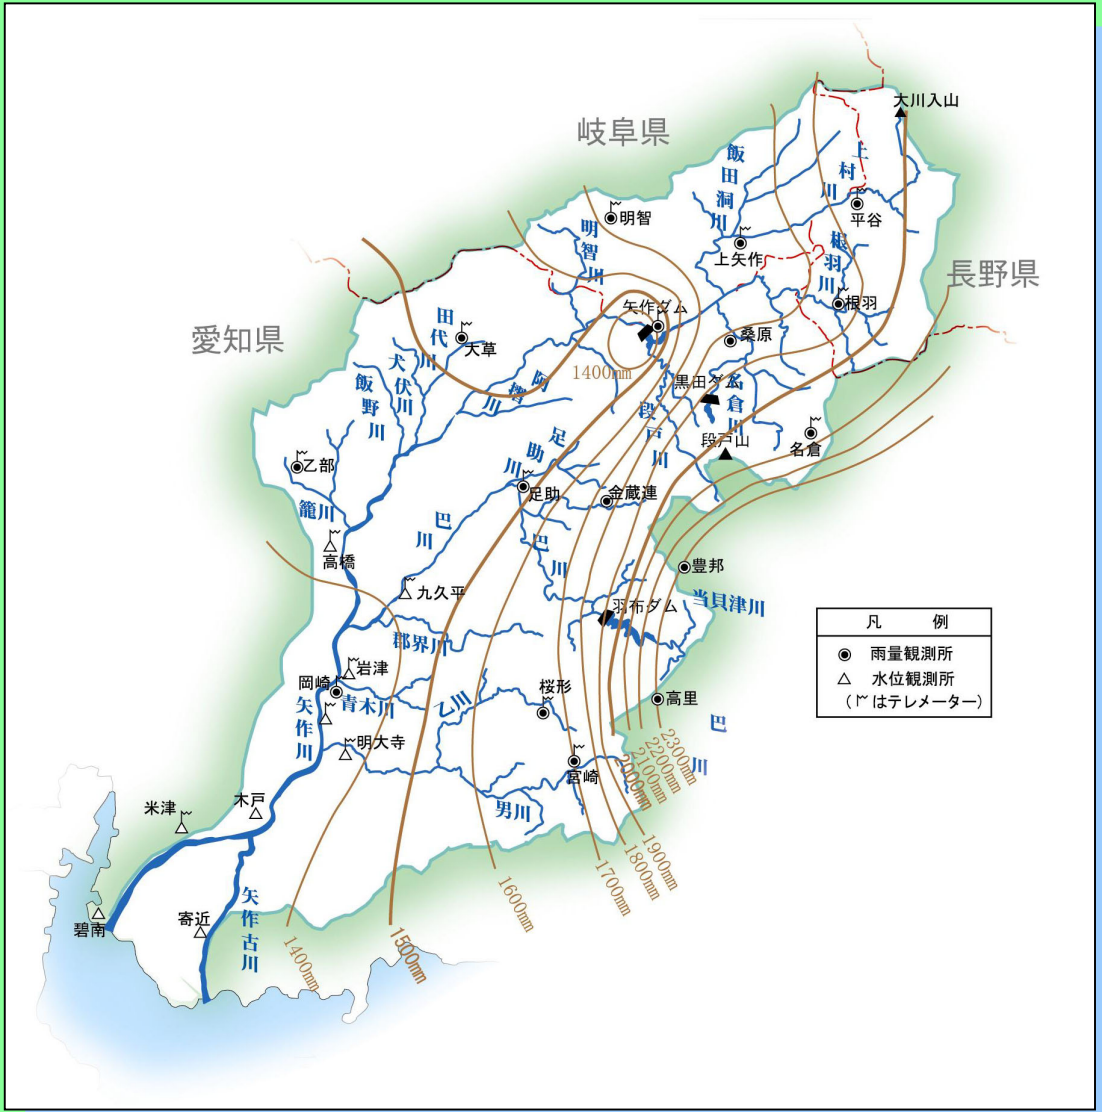 大川入山
岐阜県
飯田洞川
上村川
平谷
明智
明智川
上矢作
根羽川
根羽
長野県
愛知県
矢作ダム
田代川
大草
桑原
犬伏川
1400mm
阿摺川
飯野川
黒田ダム
名倉川
段戸川
段戸山
名倉
足助川
乙部
足助
金蔵連
籠川
巴川
高橋
巴川
豊邦
九久平
羽布ダム
当貝津川
郡界川
凡 例
雨量観測所
水位観測所
(はテレメーター)
岩津
岡崎
桜形
高里
青木川
乙川
矢作川
巴川
明大寺
宮崎
2300mm
2200mm
2100mm
2000mm
米津
木戸
男川
1900mm
1800mm
1700mm
1600mm
矢作古川
碧南
寄近
1500mm
1400mm